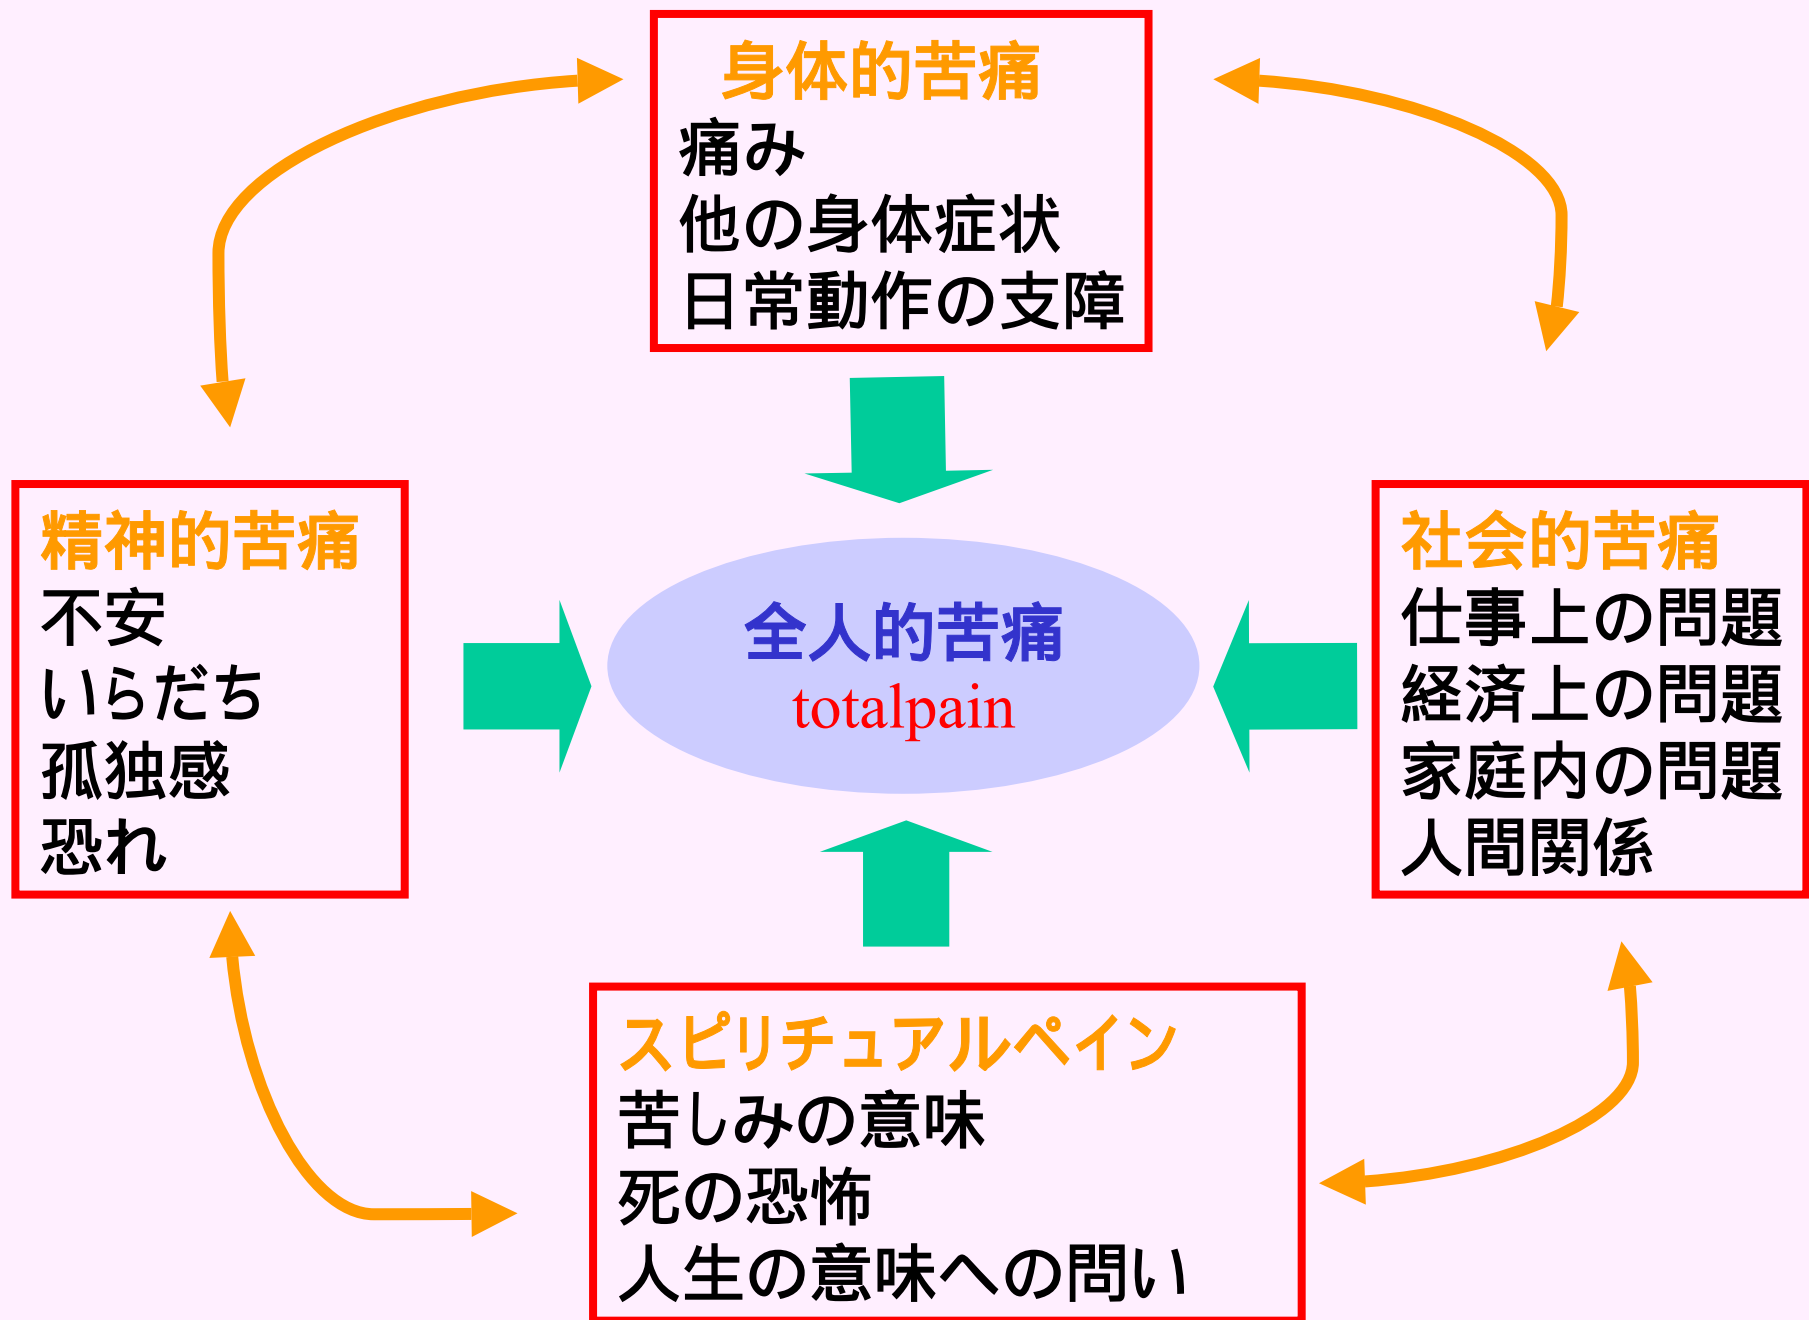 身体的苦痛
痛み
他の身体症状
日常動作の支障
精神的苦痛
不安
いらだち
孤独感
恐れ
全人的苦痛
totalpain
社会的苦痛
仕事上の問題
経済上の問題
家庭内の問題
人間関係
スピリチュアルペイン
苦しみの意味
死の恐怖
人生の意味への問い